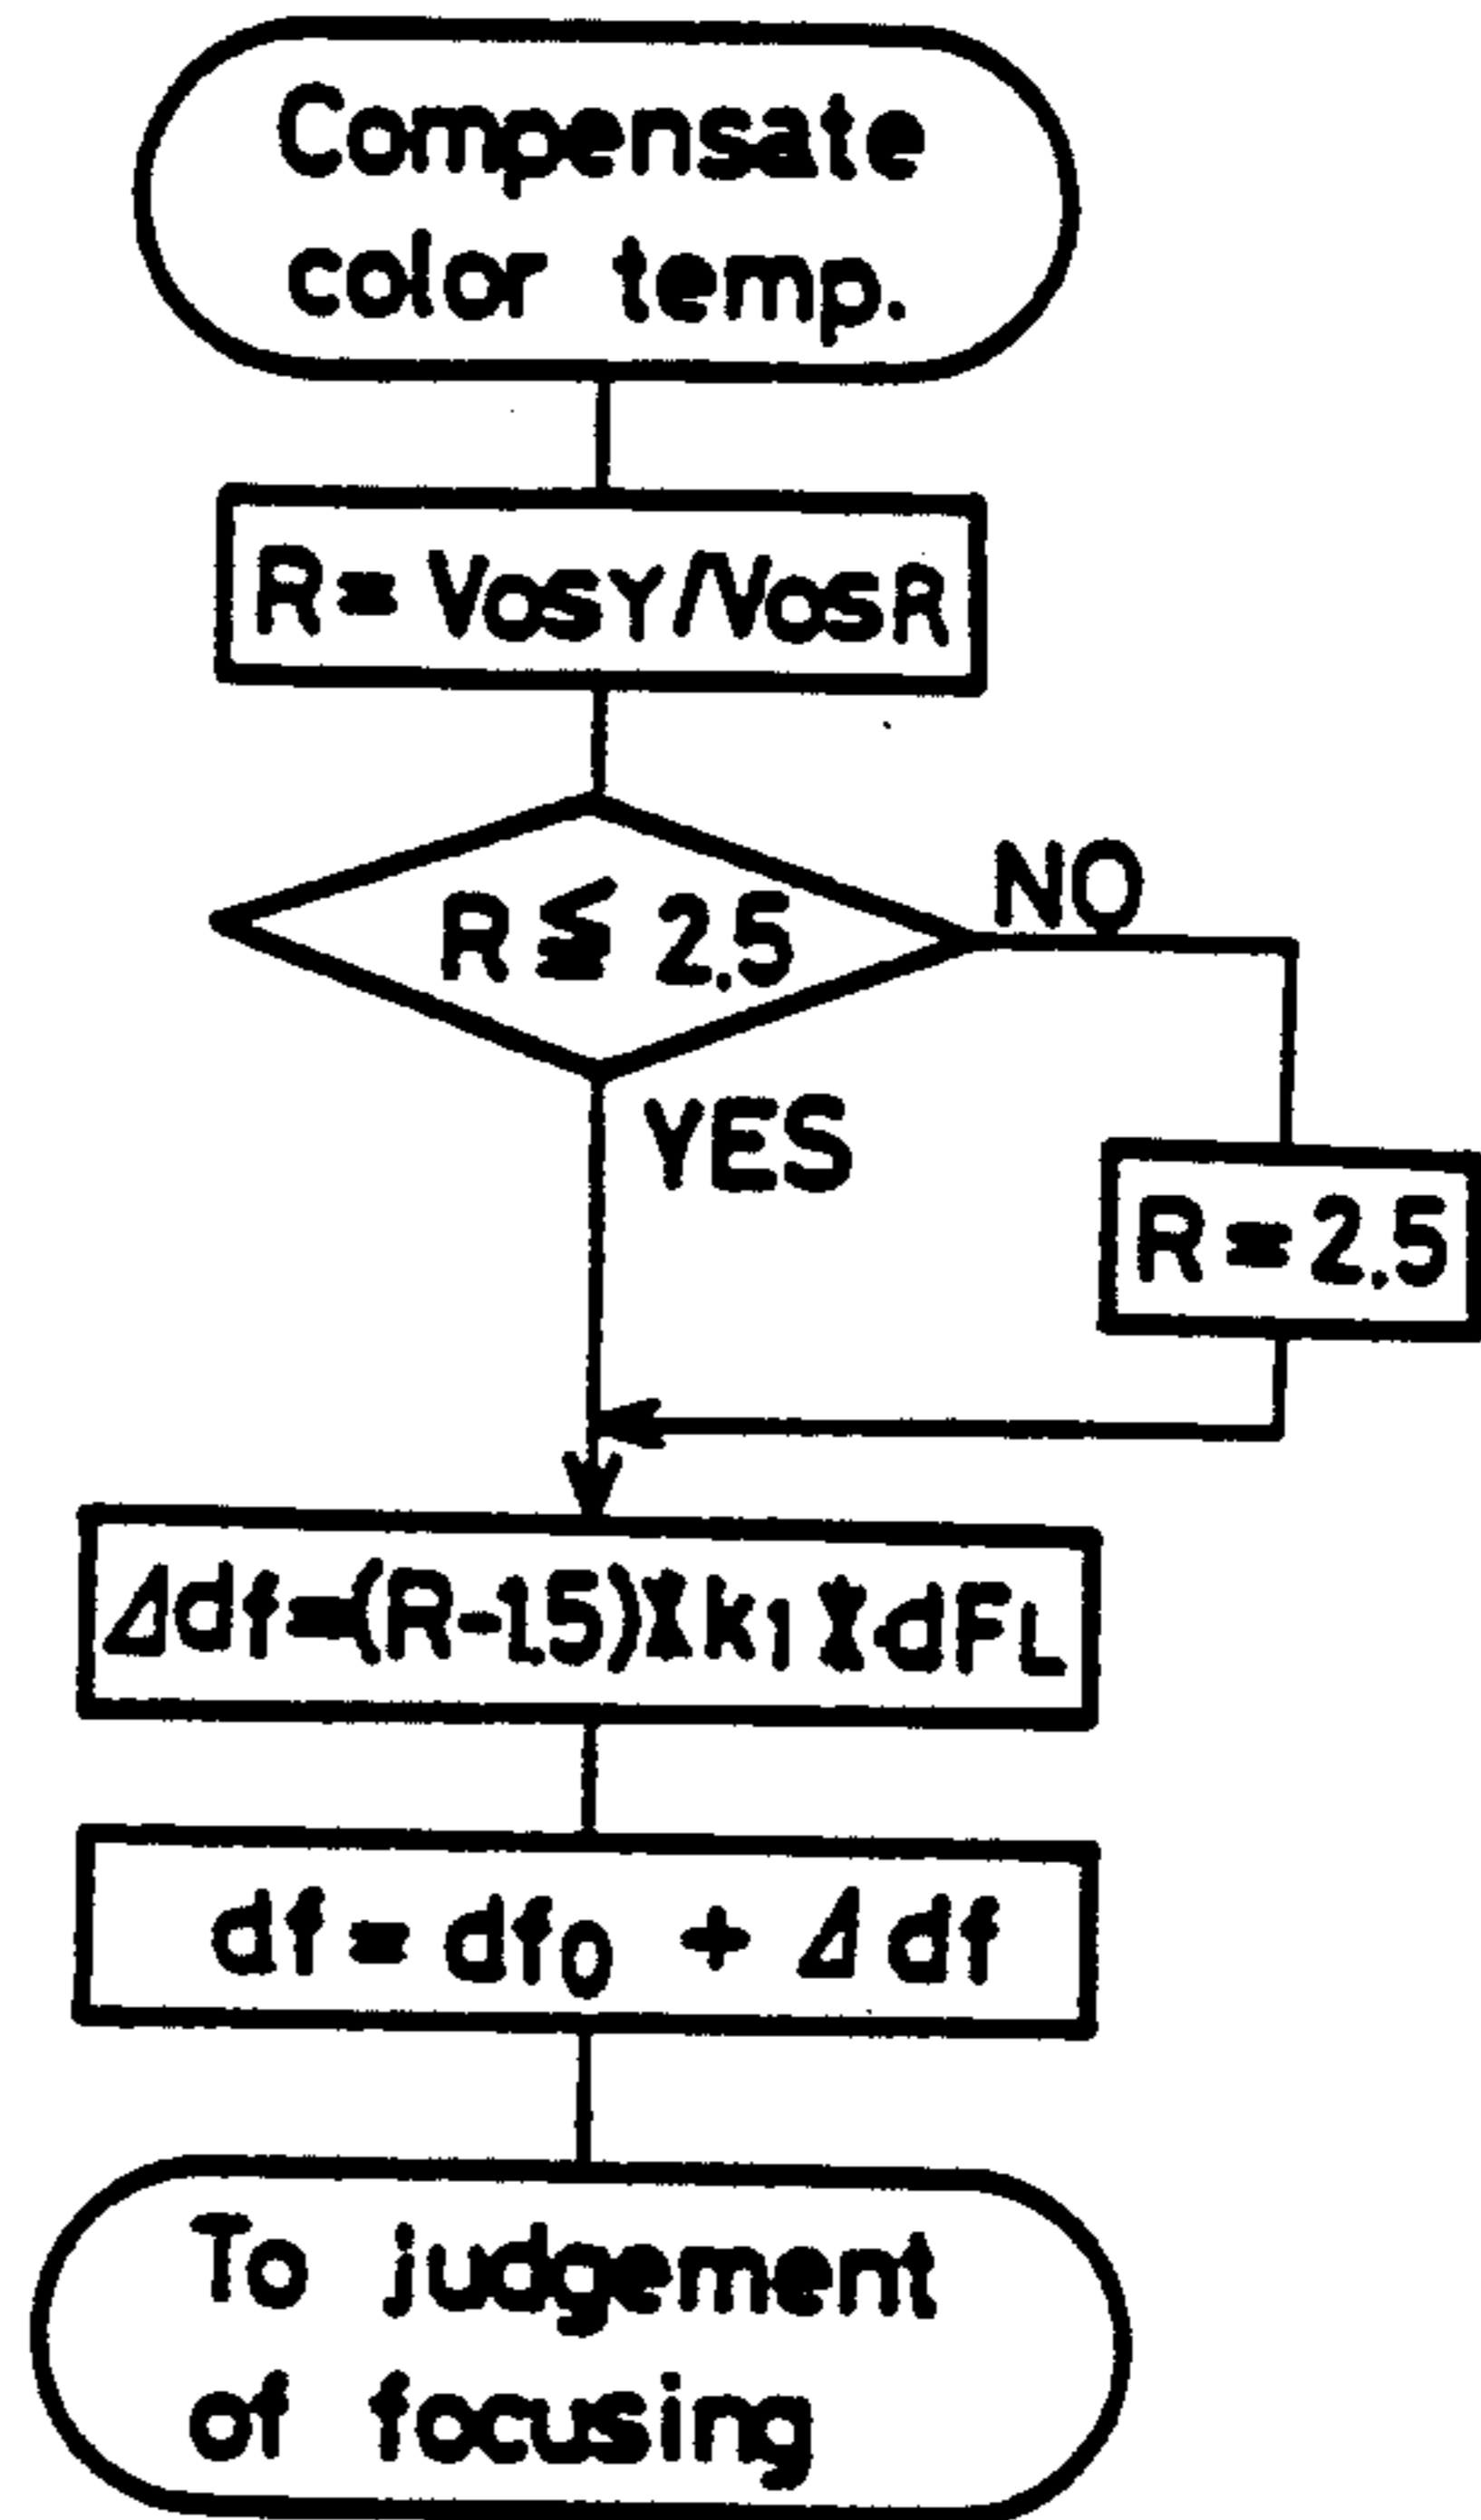 Compensate
color temp.
R = VOSY/VOSR
R ≦ 2.5
NO
YES
R = 2.5
Δdf=(R-1.5)×k1×dFL
df = df0 + Δdf
To judgement
of focusing